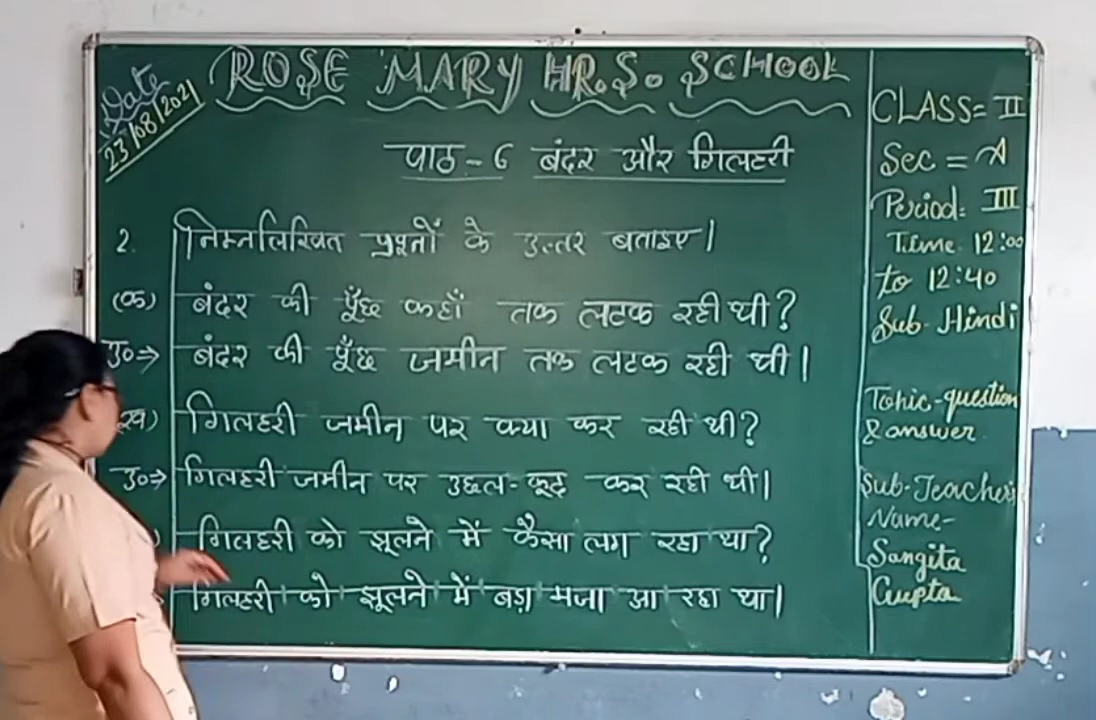 Date
23/08/2021
ROSE MARY HR.S. SCHOOL
पाठ - 6 बंदर और गिलहरी
2. निम्नलिखित प्रश्नों के उत्तर बताइए।
(क) बंदर की पूँछ कहाँ तक लटक रही थी?
उ०⇒ बंदर की पूँछ जमीन तक लटक रही थी।
(ख) गिलहरी जमीन पर क्या कर रही थी?
उ०⇒ गिलहरी जमीन पर उछल-कूद कर रही थी।
गिलहरी को झूलने में कैसा लग रहा था?
गिलहरी को झूलने में बड़ा मजा आ रहा था।
CLASS= II
Sec = A
Period= III
Time 12:00
to 12:40
Sub- Hindi
Topic-question
& answer
Sub-Teacher's
Name-
Sangita
Gupta